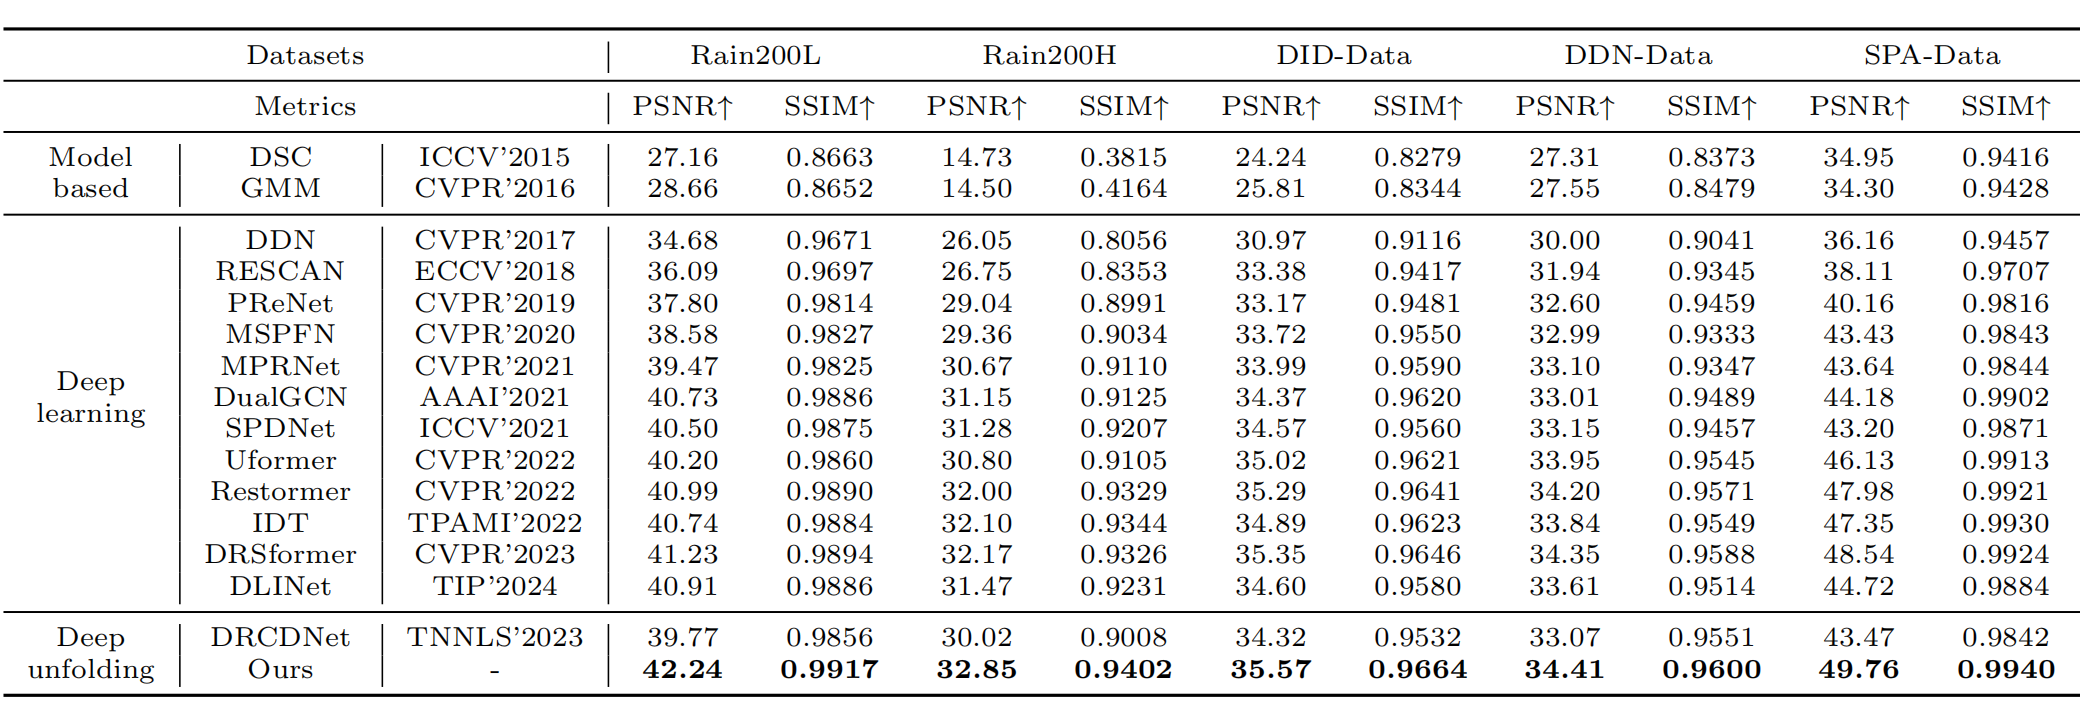 Datasets Rain200L Rain200H DID-Data DDN-Data SPA-Data
Metrics PSNR↑ SSIM↑ PSNR↑ SSIM↑ PSNR↑ SSIM↑ PSNR↑ SSIM↑ PSNR↑ SSIM↑
Model DSC ICCV'2015 27.16 0.8663 14.73 0.3815 24.24 0.8279 27.31 0.8373 34.95 0.9416
based GMM CVPR'2016 28.66 0.8652 14.50 0.4164 25.81 0.8344 27.55 0.8479 34.30 0.9428
DDN CVPR'2017 34.68 0.9671 26.05 0.8056 30.97 0.9116 30.00 0.9041 36.16 0.9457
RESCAN ECCV'2018 36.09 0.9697 26.75 0.8353 33.38 0.9417 31.94 0.9345 38.11 0.9707
PReNet CVPR'2019 37.80 0.9814 29.04 0.8991 33.17 0.9481 32.60 0.9459 40.16 0.9816
MSPFN CVPR'2020 38.58 0.9827 29.36 0.9034 33.72 0.9550 32.99 0.9333 43.43 0.9843
MPRNet CVPR'2021 39.47 0.9825 30.67 0.9110 33.99 0.9590 33.10 0.9347 43.64 0.9844
Deep
DualGCN AAAI'2021 40.73 0.9886 31.15 0.9125 34.37 0.9620 33.01 0.9489 44.18 0.9902
learning
SPDNet ICCV'2021 40.50 0.9875 31.28 0.9207 34.57 0.9560 33.15 0.9457 43.20 0.9871
Uformer CVPR'2022 40.20 0.9860 30.80 0.9105 35.02 0.9621 33.95 0.9545 46.13 0.9913
Restormer CVPR'2022 40.99 0.9890 32.00 0.9329 35.29 0.9641 34.20 0.9571 47.98 0.9921
IDT TPAMI'2022 40.74 0.9884 32.10 0.9344 34.89 0.9623 33.84 0.9549 47.35 0.9930
DRSformer CVPR'2023 41.23 0.9894 32.17 0.9326 35.35 0.9646 34.35 0.9588 48.54 0.9924
DLINet TIP'2024 40.91 0.9886 31.47 0.9231 34.60 0.9580 33.61 0.9514 44.72 0.9884
Deep DRCDNet TNNLS'2023 39.77 0.9856 30.02 0.9008 34.32 0.9532 33.07 0.9551 43.47 0.9842
unfolding Ours - 42.24 0.9917 32.85 0.9402 35.57 0.9664 34.41 0.9600 49.76 0.9940